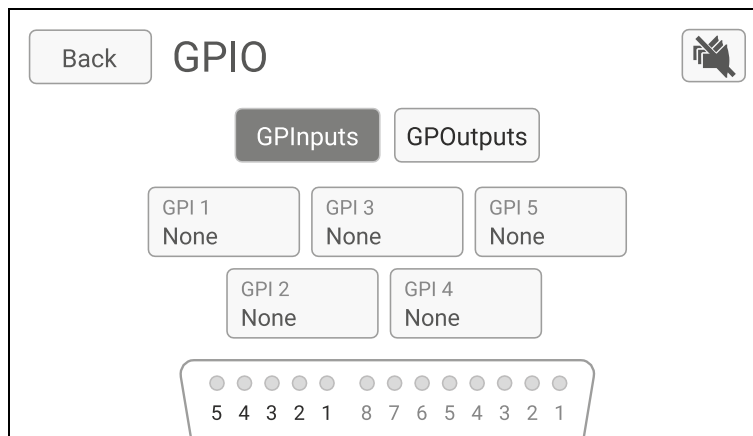 Back GPIO
GPInputs GPOutputs
GPI 1 GPI 3 GPI 5
None None None
GPI 2 GPI 4
None None
5 4 3 2 1 8 7 6 5 4 3 2 1